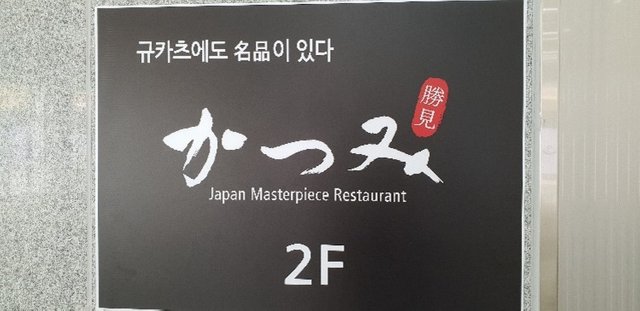 규카츠에도 名品이 있다
かつみ
勝見
Japan Masterpiece Restaurant
2F